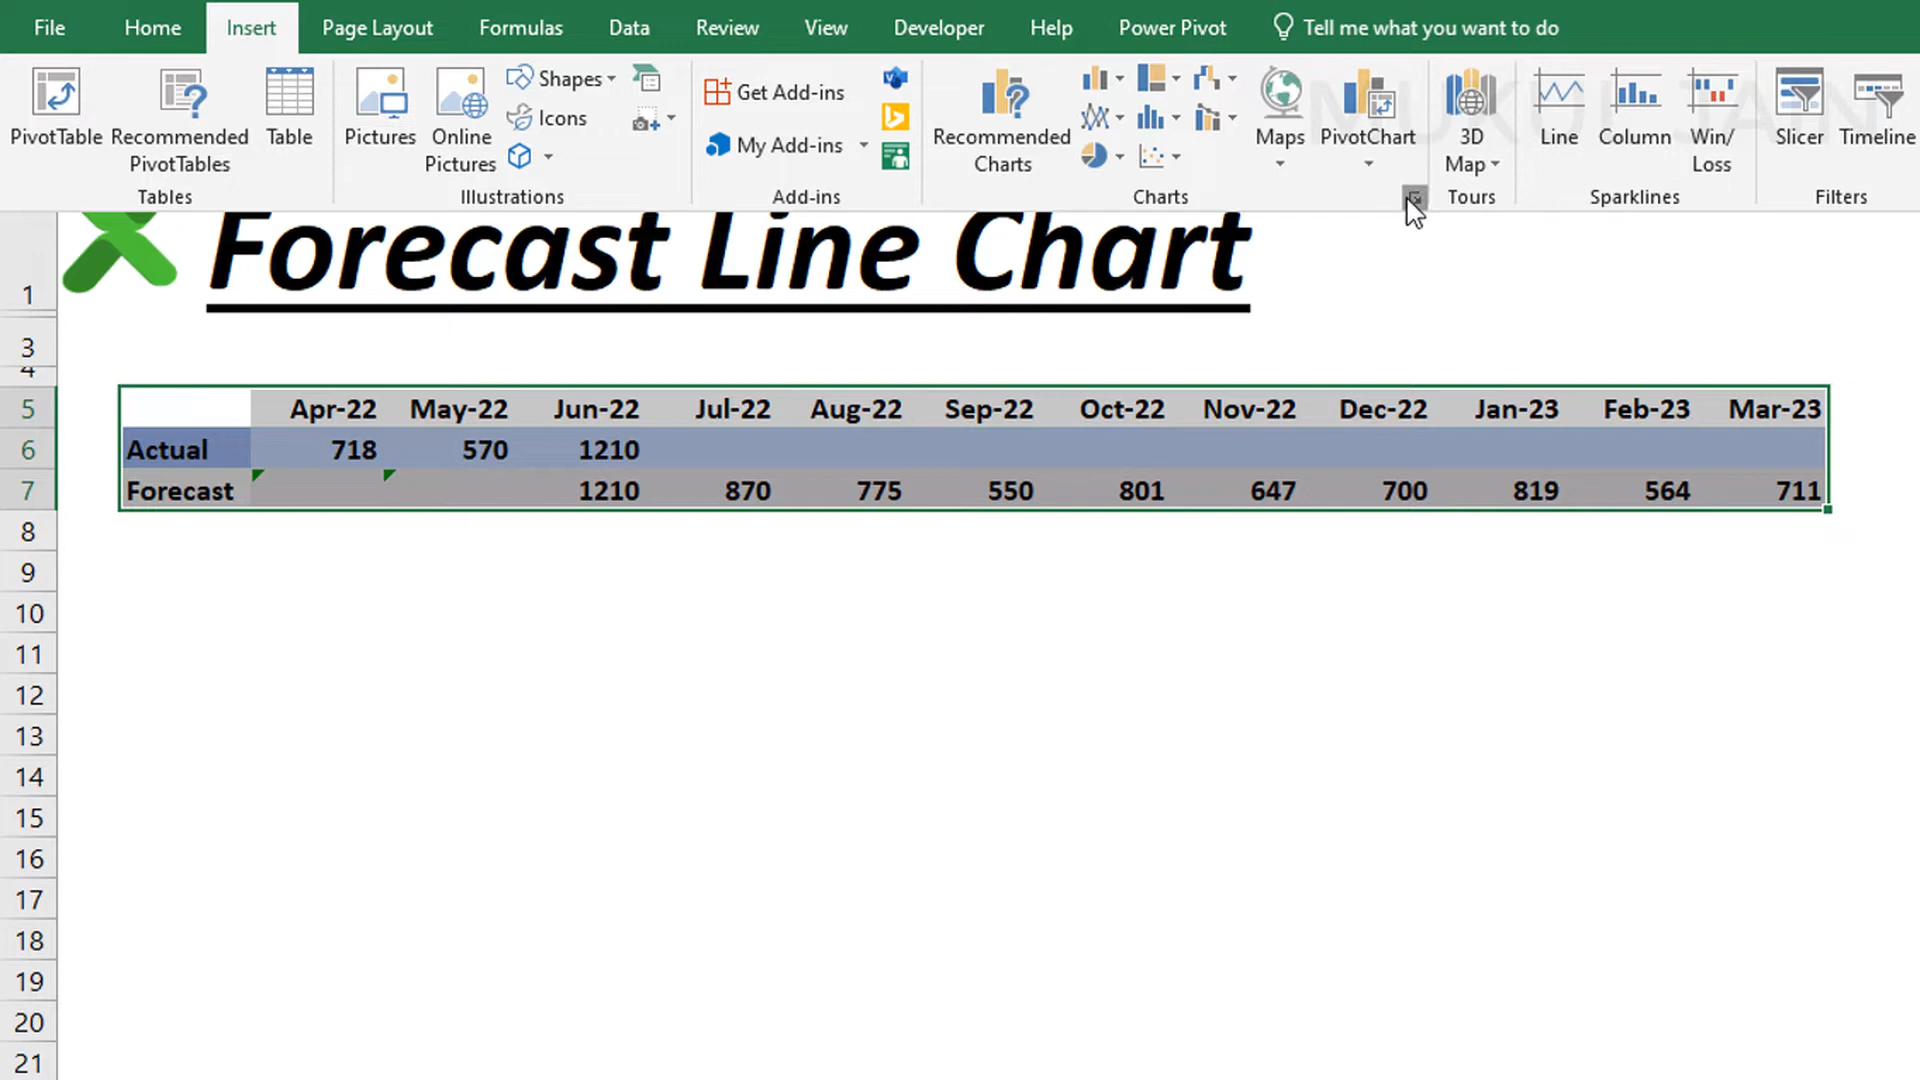 File Home Insert Page Layout Formulas Data Review View Developer Help Power Pivot Tell me what you want to do
PivotTable Recommended PivotTables Table
Tables
Pictures Online Pictures Shapes Icons
Illustrations
Get Add-ins
My Add-ins
Add-ins
Recommended Charts Maps PivotChart
Charts
3D Map
Tours
Line Column Win/ Loss
Sparklines
Slicer Timeline
Filters
MUKUL JAIN
Forecast Line Chart
1
3
4
5 Apr-22 May-22 Jun-22 Jul-22 Aug-22 Sep-22 Oct-22 Nov-22 Dec-22 Jan-23 Feb-23 Mar-23
6 Actual 718 570 1210
7 Forecast 1210 870 775 550 801 647 700 819 564 711
8
9
10
11
12
13
14
15
16
17
18
19
20
21